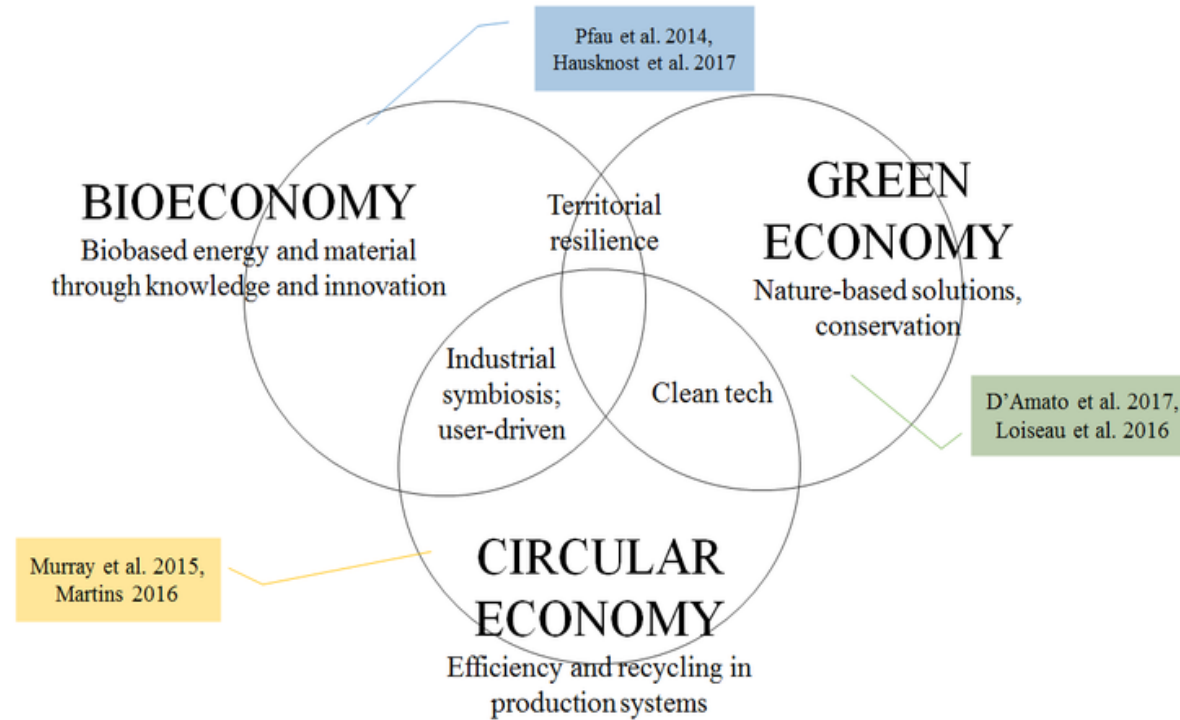 Pfau et al. 2014,
Hausknost et al. 2017
BIOECONOMY
Biobased energy and material
through knowledge and innovation
Territorial
resilience
GREEN
ECONOMY
Nature-based solutions,
conservation
Industrial
symbiosis;
user-driven
Clean tech
D'Amato et al. 2017,
Loiseau et al. 2016
Murray et al. 2015,
Martins 2016
CIRCULAR
ECONOMY
Efficiency and recycling in
production systems